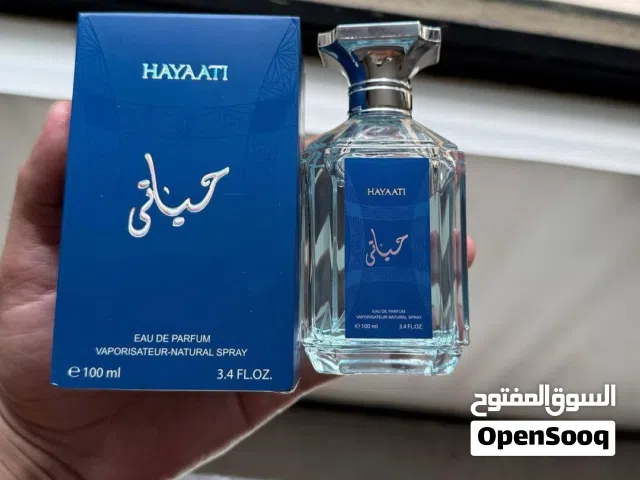 HAYAATI
حياتي
EAU DE PARFUM
VAPORISATEUR-NATURAL SPRAY
℮ 100 ml 3.4 FL.OZ.
HAYAATI
حياتي
EAU DE PARFUM
VAPORISATEUR-NATURAL SPRAY
℮ 100 ml 3.4 FL.OZ.
السوق المفتوح
OpenSooq